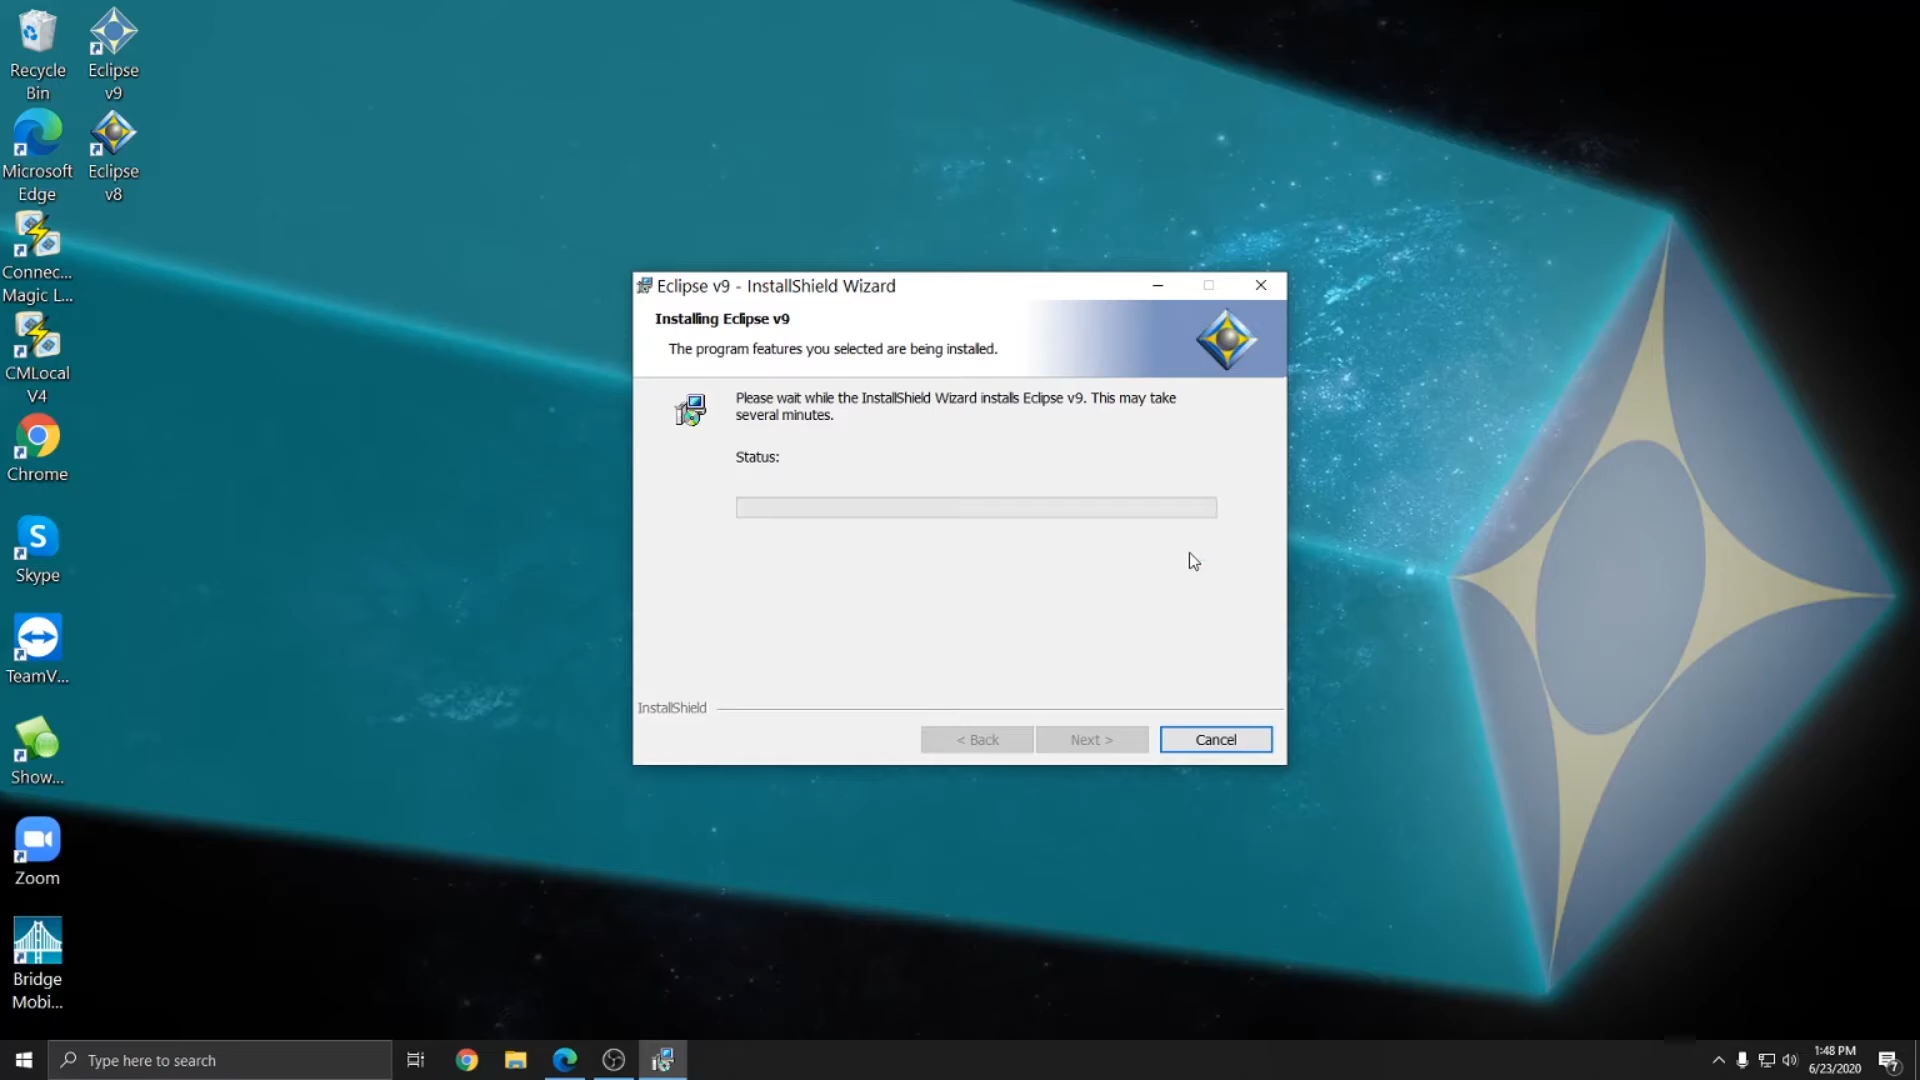 Recycle
Bin
Eclipse
v9
Microsoft
Edge
Eclipse
v8
Connec...
Magic L...
CMLocal
V4
Chrome
S
Skype
TeamV...
Show...
Zoom
Bridge
Mobi...
Eclipse v9 - InstallShield Wizard
Installing Eclipse v9
The program features you selected are being installed.
Please wait while the InstallShield Wizard installs Eclipse v9. This may take
several minutes.
Status:
InstallShield
< Back
Next >
Cancel
Type here to search
1:48 PM
6/23/2020
7